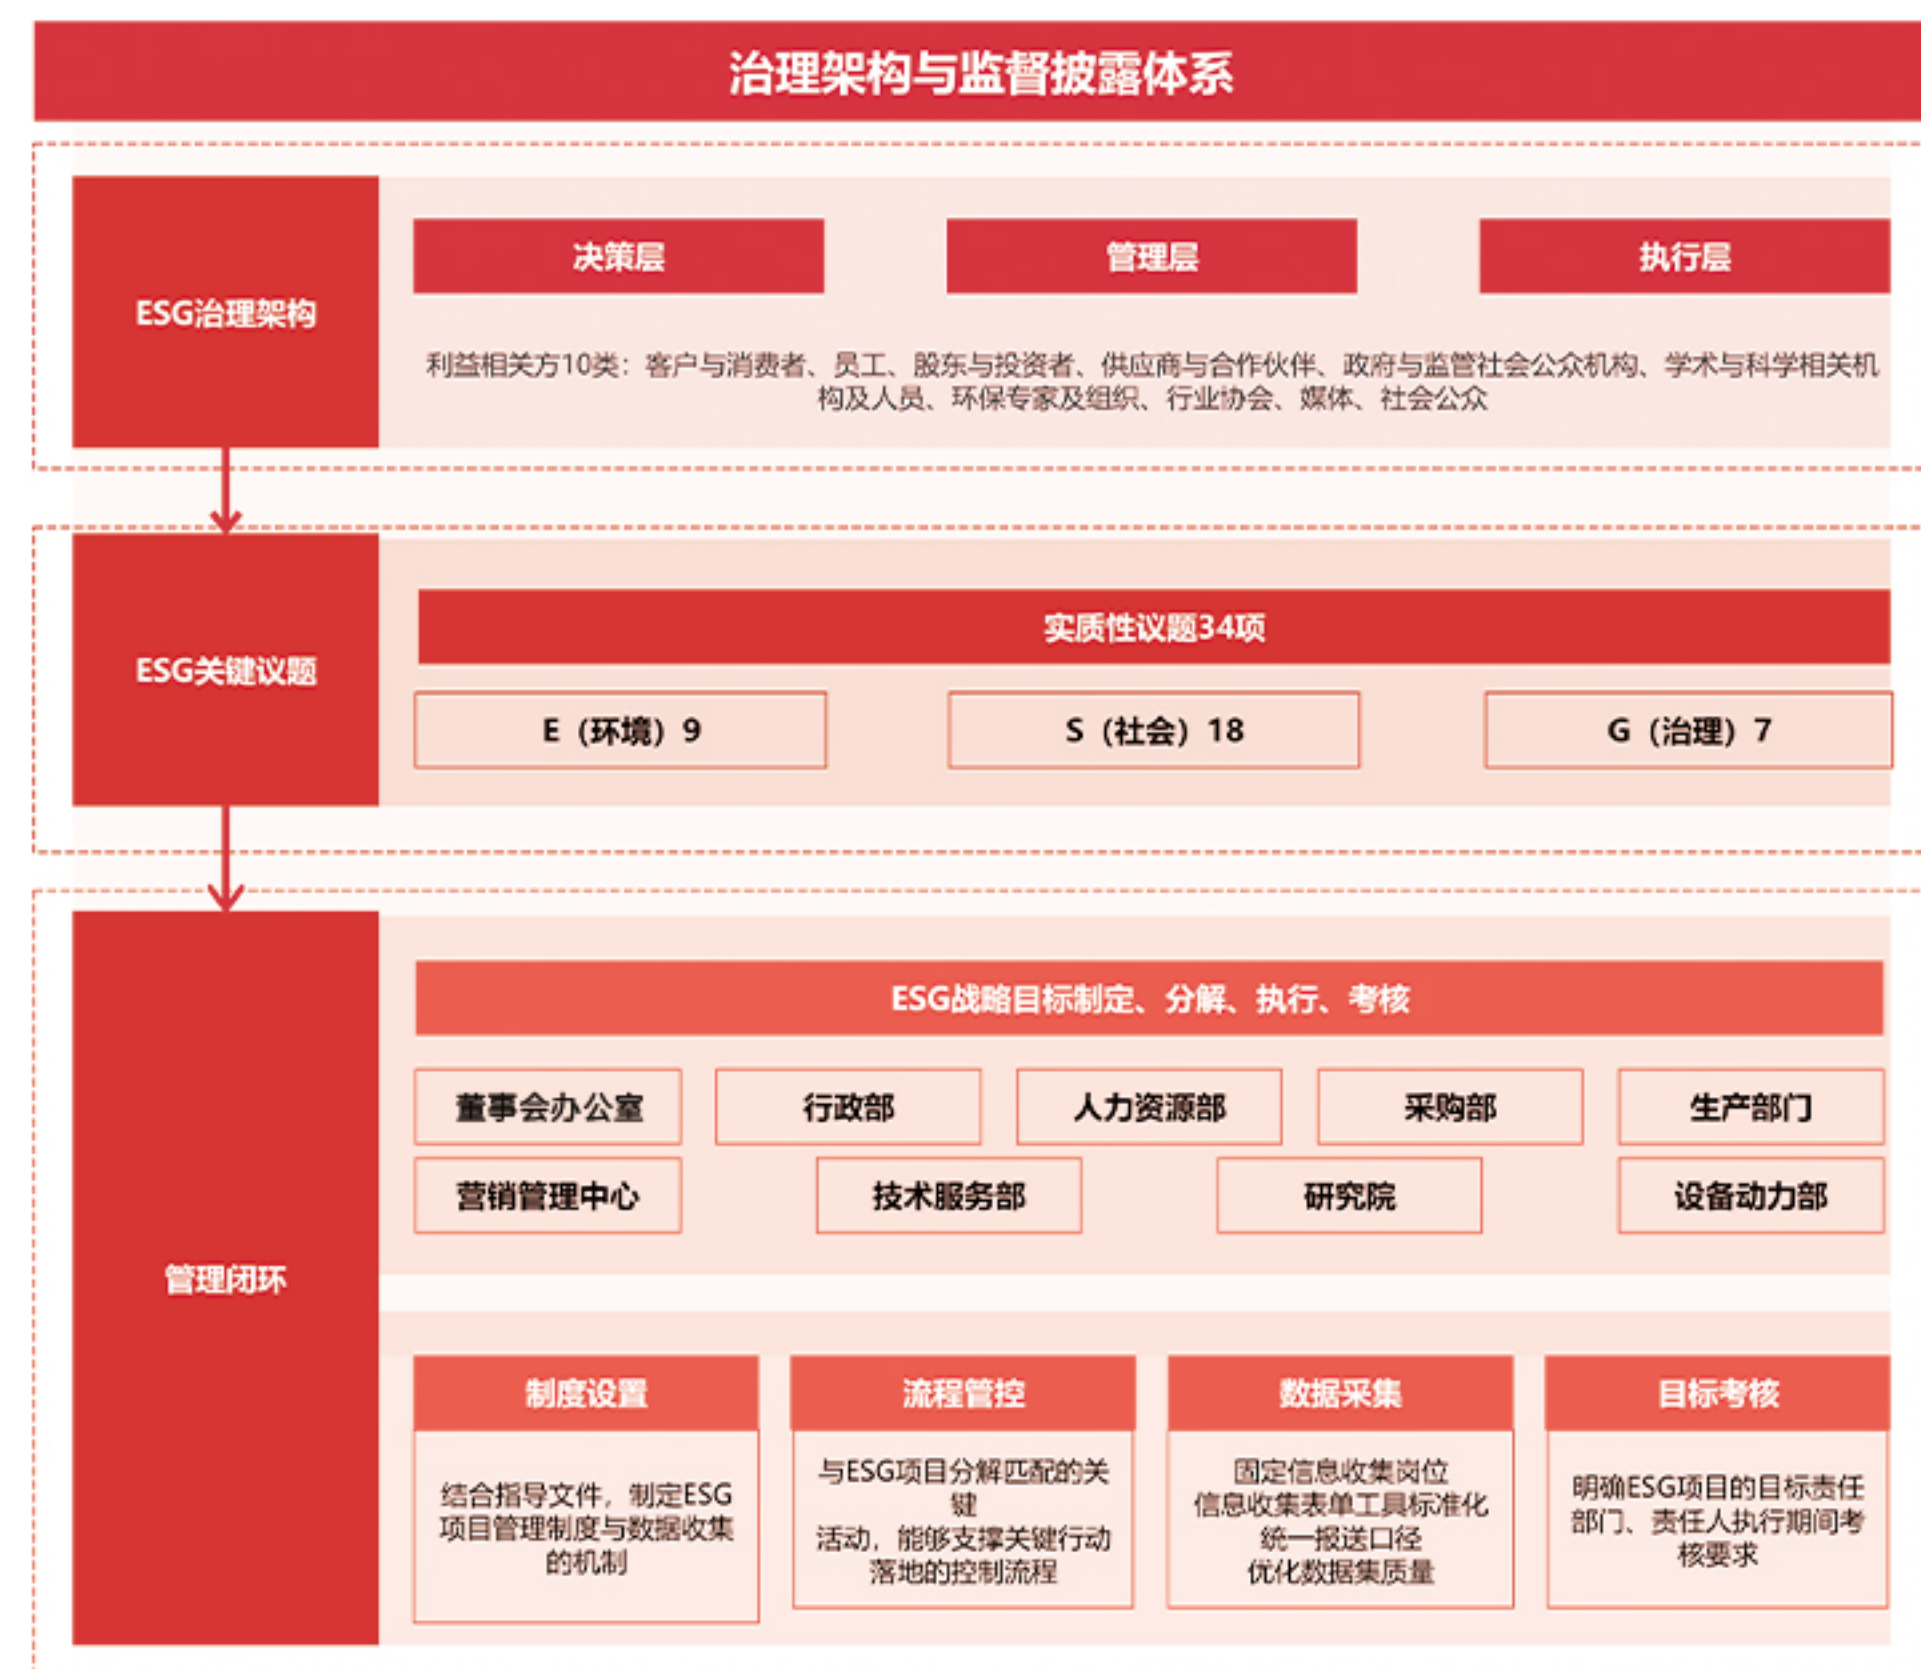 治理架构与监督披露体系
ESG治理架构
决策层
管理层
执行层
利益相关方10类：客户与消费者、员工、股东与投资者、供应商与合作伙伴、政府与监管社会公众机构、学术与科学相关机
构及人员、环保专家及组织、行业协会、媒体、社会公众
ESG关键议题
实质性议题34项
E（环境）9
S（社会）18
G（治理）7
管理闭环
ESG战略目标制定、分解、执行、考核
董事会办公室
行政部
人力资源部
采购部
生产部门
营销管理中心
技术服务部
研究院
设备动力部
制度设置
结合指导文件，制定ESG
项目管理制度与数据收集
的机制
流程管控
与ESG项目分解匹配的关
键
活动，能够支撑关键行动
落地的控制流程
数据采集
固定信息收集岗位
信息收集表单工具标准化
统一报送口径
优化数据集质量
目标考核
明确ESG项目的目标责任
部门、责任人执行期间考
核要求